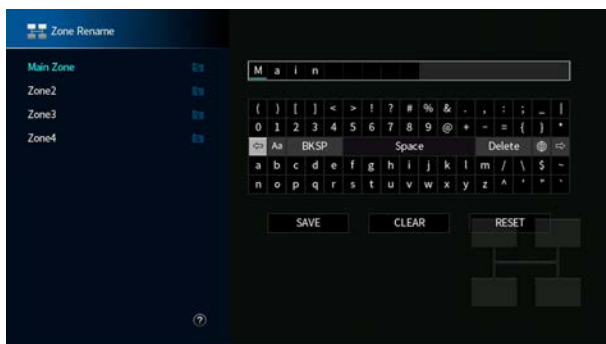 Zone Rename
Main Zone
Zone2
Zone3
Zone4
?
Main
( ) [ ] < > ! ? # % & . , : ; _ |
0 1 2 3 4 5 6 7 8 9 @ + - = { } *
⇦ Aa BKSP Space Delete ⇨
a b c d e f g h i j k l m / \ $ ~
n o p q r s t u v w x y z ^ ' " `
SAVE CLEAR RESET